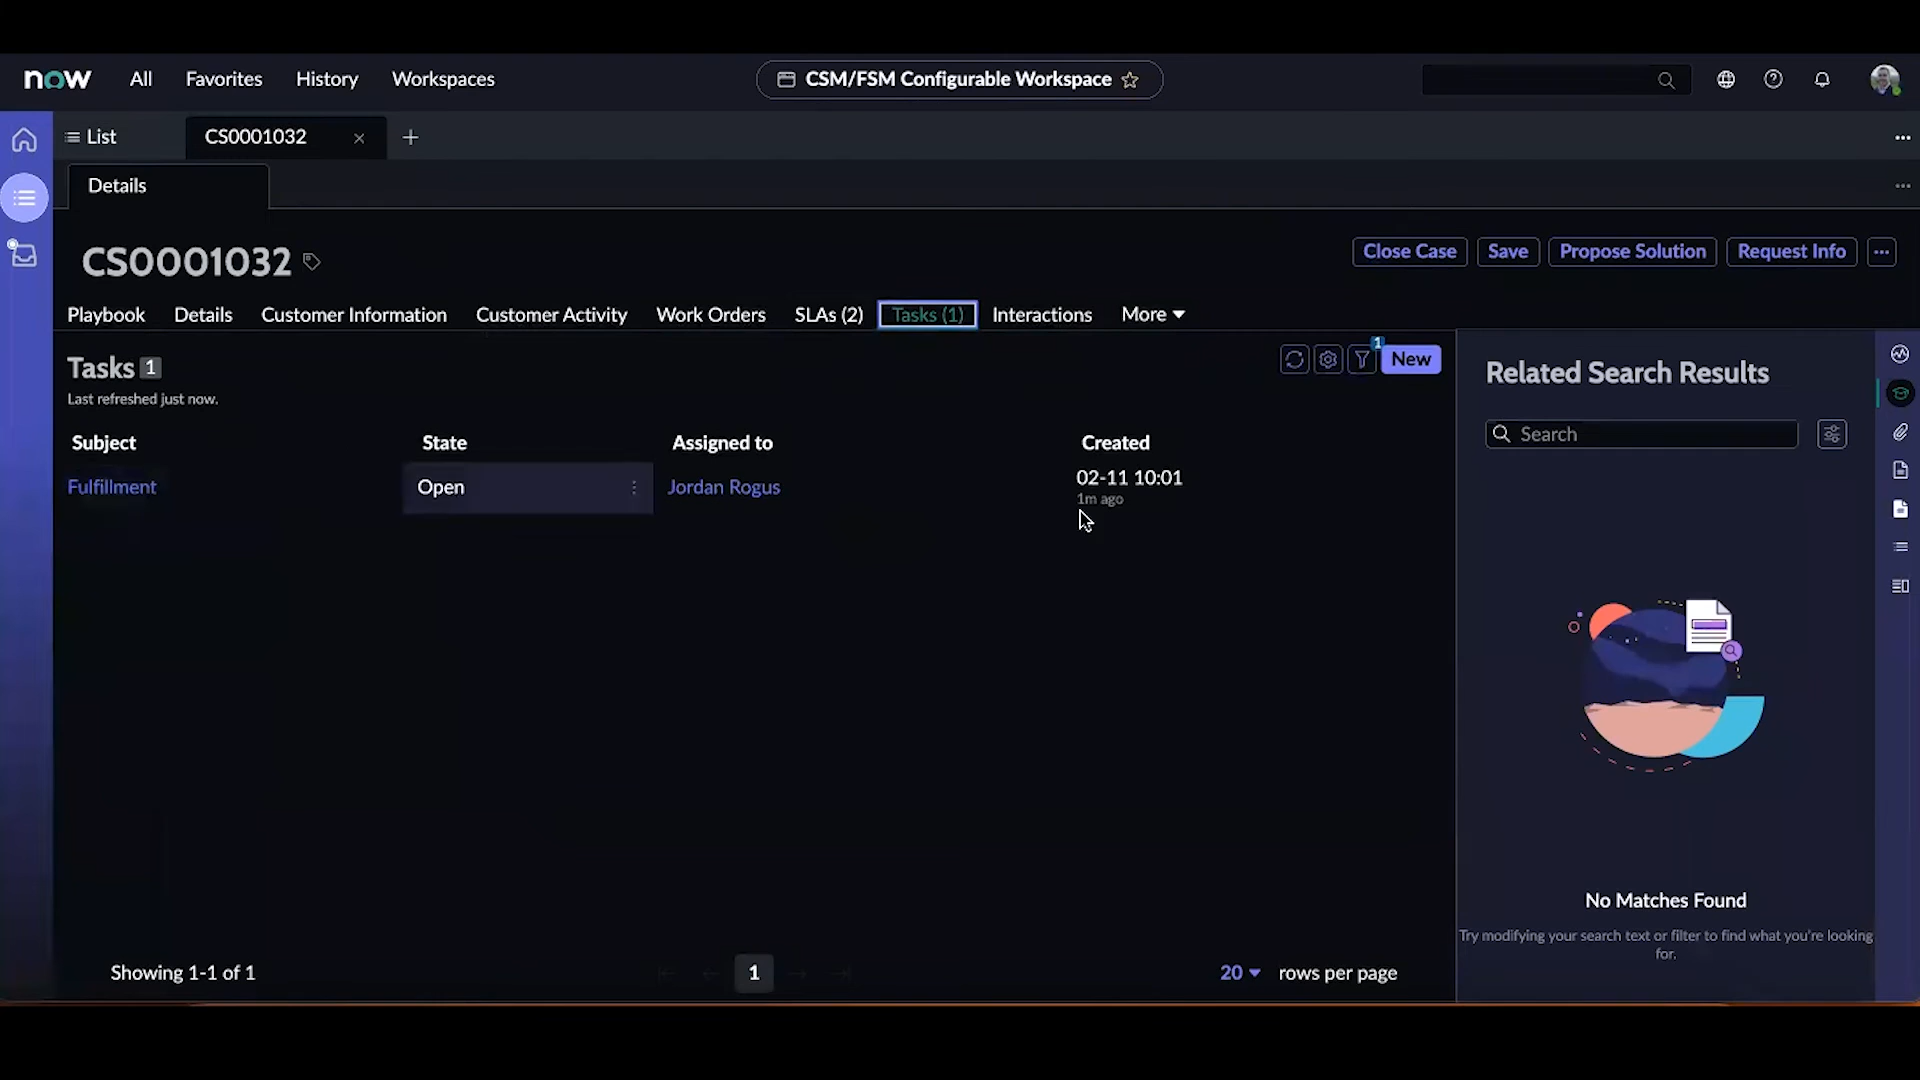 now
All
Favorites
History
Workspaces
CSM/FSM Configurable Workspace
List
CS0001032
Details
CS0001032
Close Case
Save
Propose Solution
Request Info
Playbook
Details
Customer Information
Customer Activity
Work Orders
SLAs (2)
Tasks (1)
Interactions
More
Tasks 1
Last refreshed just now.
1
New
Subject
State
Assigned to
Created
Fulfillment
Open
Jordan Rogus
02-11 10:01
1m ago
Showing 1-1 of 1
1
20 rows per page
Related Search Results
Search
No Matches Found
Try modifying your search text or filter to find what you're looking
for.